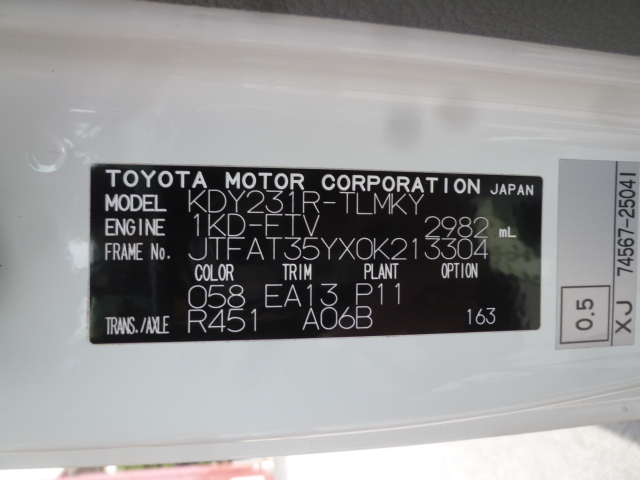 TOYOTA MOTOR CORPORATION JAPAN
MODEL KDY231R-TLMKY
ENGINE 1KD-FTV 2982 mL
FRAME No. JTFAT35YX0K213304
COLOR TRIM PLANT OPTION
058 EA13 P11
TRANS./AXLE R451 A06B 163
0.5
XJ 74567-25041